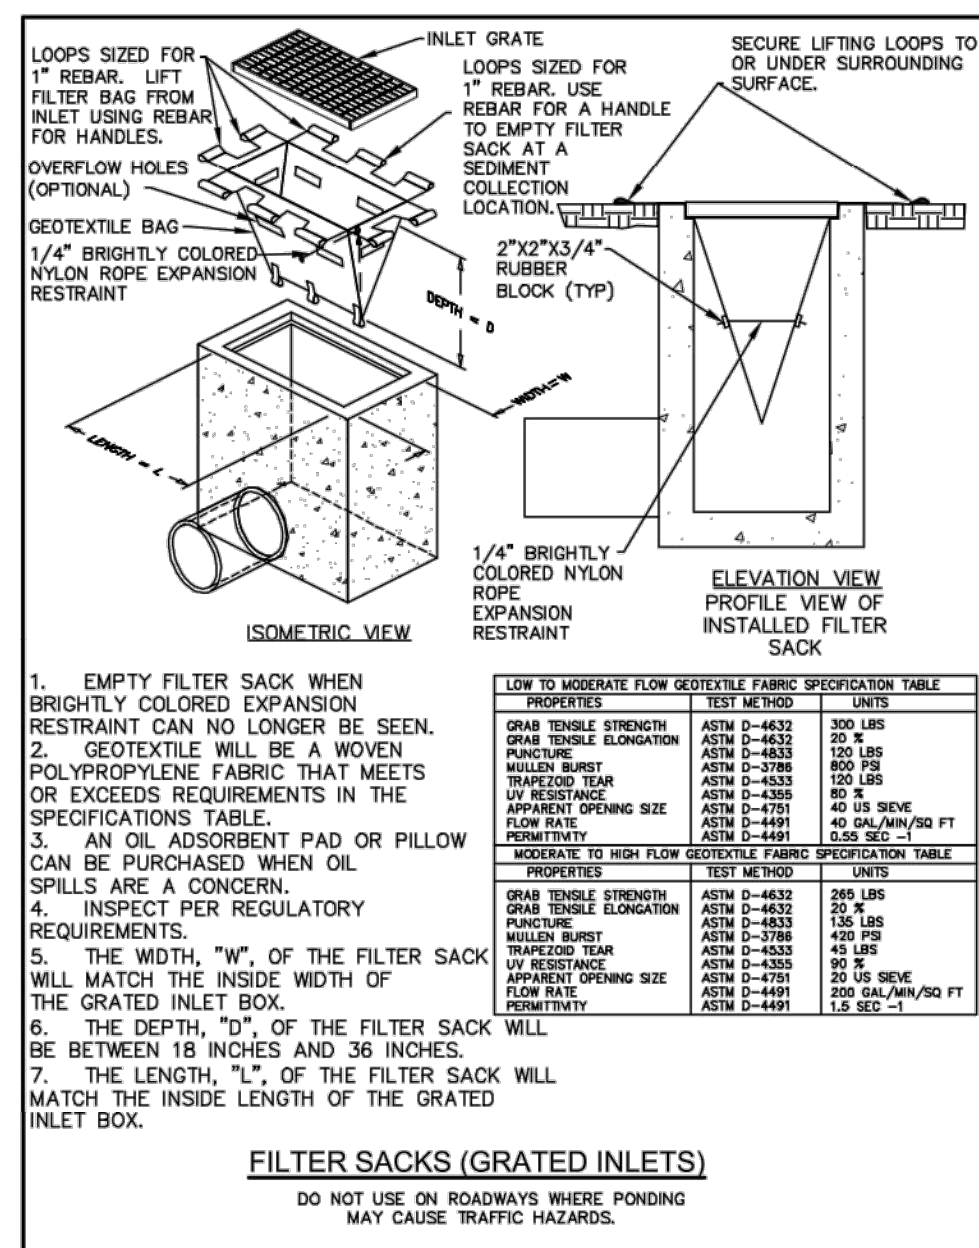 INLET GRATE
LOOPS SIZED FOR
1" REBAR. LIFT
FILTER BAG FROM
INLET USING REBAR
FOR HANDLES.
LOOPS SIZED FOR
1" REBAR. USE
REBAR FOR A HANDLE
TO EMPTY FILTER
SACK AT A
SEDIMENT
COLLECTION
LOCATION.
SECURE LIFTING LOOPS TO
OR UNDER SURROUNDING
SURFACE.
OVERFLOW HOLES
(OPTIONAL)
GEOTEXTILE BAG
1/4" BRIGHTLY COLORED
NYLON ROPE EXPANSION
RESTRAINT
DEPTH = D
WIDTH = W
LENGTH = L
2"X2"X3/4"
RUBBER
BLOCK (TYP)
1/4" BRIGHTLY
COLORED NYLON
ROPE
EXPANSION
RESTRAINT
ISOMETRIC VIEW
ELEVATION VIEW
PROFILE VIEW OF
INSTALLED FILTER
SACK
1. EMPTY FILTER SACK WHEN
BRIGHTLY COLORED EXPANSION
RESTRAINT CAN NO LONGER BE SEEN.
2. GEOTEXTILE WILL BE A WOVEN
POLYPROPYLENE FABRIC THAT MEETS
OR EXCEEDS REQUIREMENTS IN THE
SPECIFICATIONS TABLE.
3. AN OIL ADSORBENT PAD OR PILLOW
CAN BE PURCHASED WHEN OIL
SPILLS ARE A CONCERN.
4. INSPECT PER REGULATORY
REQUIREMENTS.
5. THE WIDTH, "W", OF THE FILTER SACK
WILL MATCH THE INSIDE WIDTH OF
THE GRATED INLET BOX.
6. THE DEPTH, "D", OF THE FILTER SACK WILL
BE BETWEEN 18 INCHES AND 36 INCHES.
7. THE LENGTH, "L", OF THE FILTER SACK WILL
MATCH THE INSIDE LENGTH OF THE GRATED
INLET BOX.
LOW TO MODERATE FLOW GEOTEXTILE FABRIC SPECIFICATION TABLE
PROPERTIES TEST METHOD UNITS
GRAB TENSILE STRENGTH ASTM D-4632 300 LBS
GRAB TENSILE ELONGATION ASTM D-4632 20 %
PUNCTURE ASTM D-4833 120 LBS
MULLEN BURST ASTM D-3786 800 PSI
TRAPEZOID TEAR ASTM D-4533 120 LBS
UV RESISTANCE ASTM D-4355 80 %
APPARENT OPENING SIZE ASTM D-4751 40 US SIEVE
FLOW RATE ASTM D-4491 40 GAL/MIN/SQ FT
PERMITTIVITY ASTM D-4491 0.55 SEC -1
MODERATE TO HIGH FLOW GEOTEXTILE FABRIC SPECIFICATION TABLE
PROPERTIES TEST METHOD UNITS
GRAB TENSILE STRENGTH ASTM D-4632 265 LBS
GRAB TENSILE ELONGATION ASTM D-4632 20 %
PUNCTURE ASTM D-4833 135 LBS
MULLEN BURST ASTM D-3786 420 PSI
TRAPEZOID TEAR ASTM D-4533 45 LBS
UV RESISTANCE ASTM D-4355 90 %
APPARENT OPENING SIZE ASTM D-4751 20 US SIEVE
FLOW RATE ASTM D-4491 200 GAL/MIN/SQ FT
PERMITTIVITY ASTM D-4491 1.5 SEC -1
FILTER SACKS (GRATED INLETS)
DO NOT USE ON ROADWAYS WHERE PONDING
MAY CAUSE TRAFFIC HAZARDS.